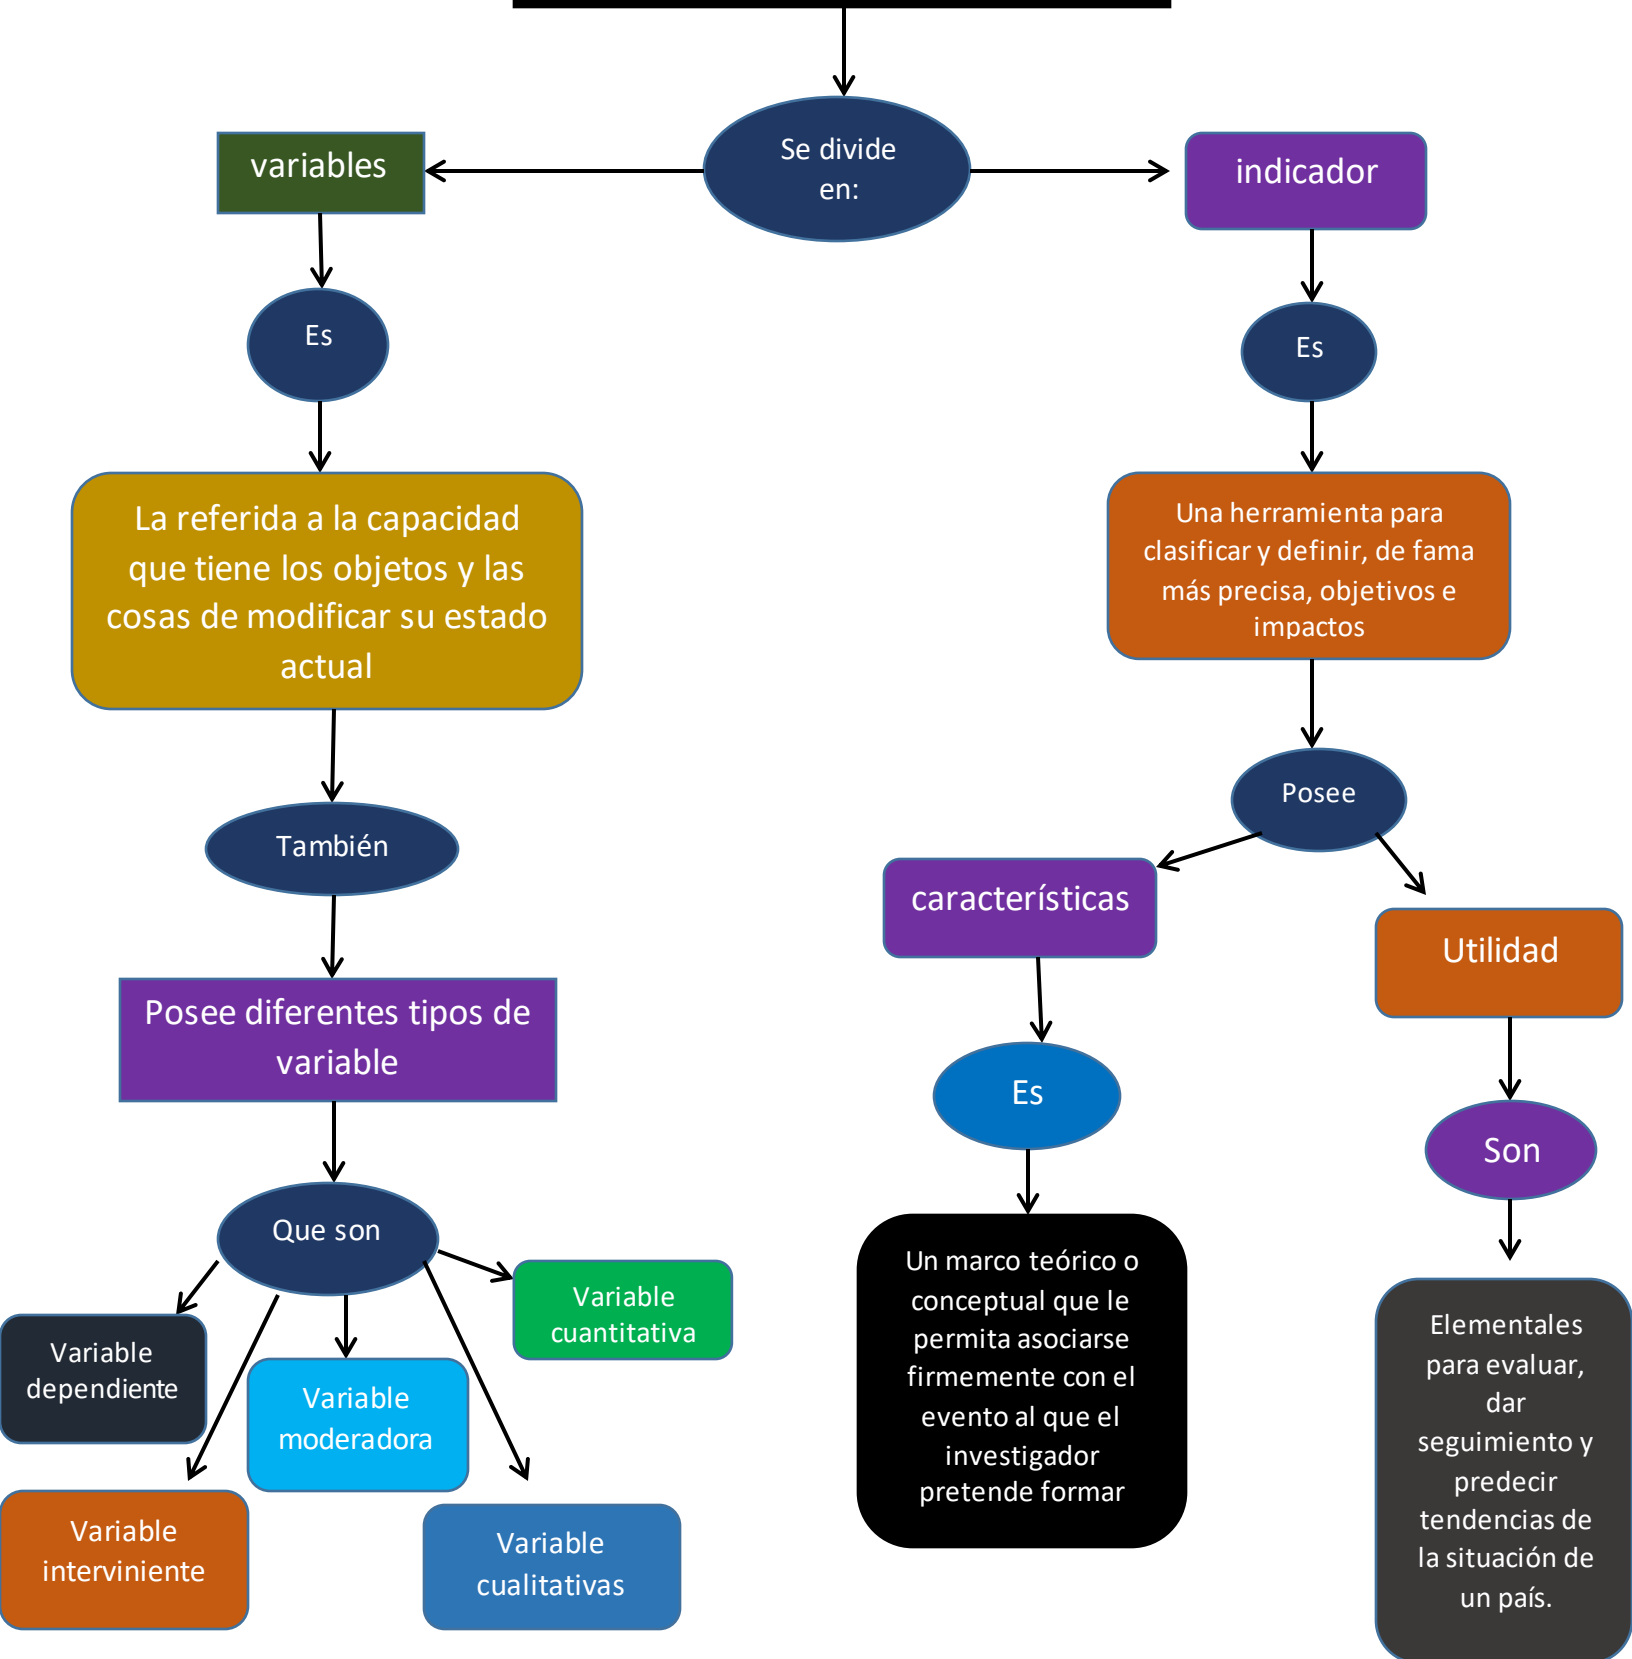 Se divide
en:
variables
indicador
Es
Es
La referida a la capacidad
que tiene los objetos y las
cosas de modificar su estado
actual
Una herramienta para
clasificar y definir, de fama
más precisa, objetivos e
impactos
También
Posee
características
Utilidad
Posee diferentes tipos de
variable
Es
Son
Que son
Variable
dependiente
Variable
interviniente
Variable
moderadora
Variable
cualitativas
Variable
cuantitativa
Un marco teórico o
conceptual que le
permita asociarse
firmemente con el
evento al que el
investigador
pretende formar
Elementales
para evaluar,
dar
seguimiento y
predecir
tendencias de
la situación de
un país.